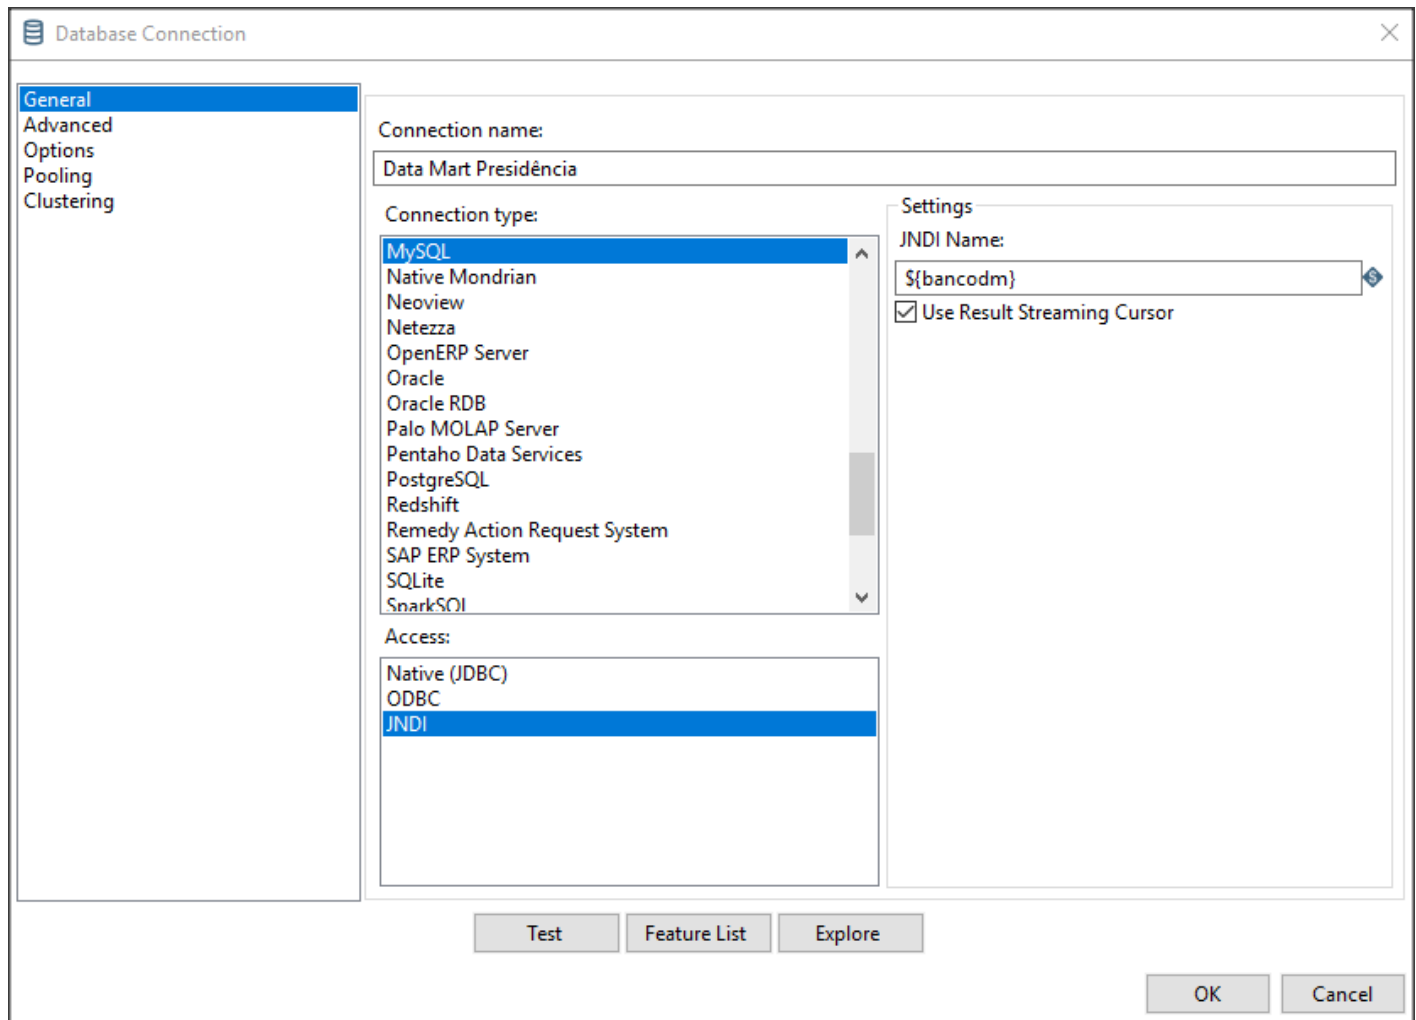 Database Connection
General
Advanced
Options
Pooling
Clustering
Connection name:
Data Mart Presidência
Connection type:
MySQL
Native Mondrian
Neoview
Netezza
OpenERP Server
Oracle
Oracle RDB
Palo MOLAP Server
Pentaho Data Services
PostgreSQL
Redshift
Remedy Action Request System
SAP ERP System
SQLite
SparkSQL
Access:
Native (JDBC)
ODBC
JNDI
Settings
JNDI Name:
${bancodm}
Use Result Streaming Cursor
Test
Feature List
Explore
OK
Cancel